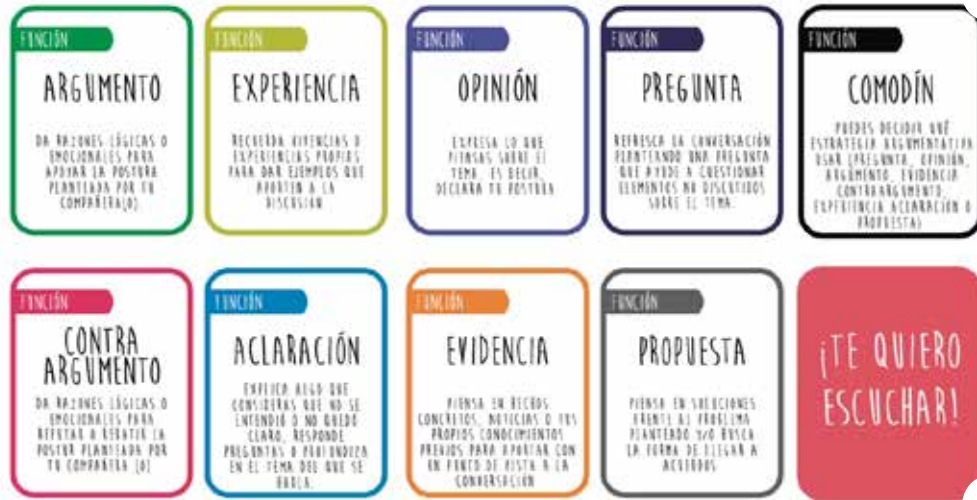 FUNCIÓN
ARGUMENTO
DA RAZONES LÓGICAS O
EMOCIONALES PARA
APOYAR LA POSTURA
PLANTEADA POR TU
COMPAÑERA(O)
FUNCIÓN
EXPERIENCIA
RECUERDA VIVENCIAS O
EXPERIENCIAS PROPIAS
PARA DAR EJEMPLOS QUE
APORTEN A LA
DISCUSIÓN
FUNCIÓN
OPINIÓN
EXPRESA LO QUE
PIENSAS SOBRE EL
TEMA, ES DECIR,
DECLARA TU POSTURA
FUNCIÓN
PREGUNTA
REFRESCA LA CONVERSACIÓN
PLANTEANDO UNA PREGUNTA
QUE AYUDE A CUESTIONAR
ELEMENTOS NO DISCUTIDOS
SOBRE EL TEMA.
FUNCIÓN
COMODÍN
PUEDES DECIDIR QUÉ
ESTRATEGIA ARGUMENTATIVA
USAR (PREGUNTA, OPINIÓN,
ARGUMENTO, EVIDENCIA
CONTRAARGUMENTO,
EXPERIENCIA ACLARACIÓN O
PROPUESTA)
FUNCIÓN
CONTRA
ARGUMENTO
DA RAZONES LÓGICAS O
EMOCIONALES PARA
REFUTAR O REBATIR LA
POSTUR PLANTEADA POR
TU COMPAÑERA (O)
FUNCIÓN
ACLARACIÓN
EXPLICA ALGO QUE
CONSIDERAS QUE NO SE
ENTENDIÓ O NO QUEDÓ
CLARO, RESPONDE
PREGUNTAS O PROFUNDIZA
EN EL TEMA DEL QUE SE
HABLA.
FUNCIÓN
EVIDENCIA
PIENSA EN HECHOS
CONCRETOS, NOTICIAS O TUS
PROPIOS CONOCIMIENTOS
PREVIOS PARA APORTAR CON
UN PUNTO DE VISTA A LA
CONVERSACIÓN
FUNCIÓN
PROPUESTA
PIENSA EN SOLUCIONES
FRENTE AL PROBLEMA
PLANTEADO Y/O BUSCA
LA FORMA DE LLEGAR A
ACUERDOS
¡TE QUIERO
ESCUCHAR!